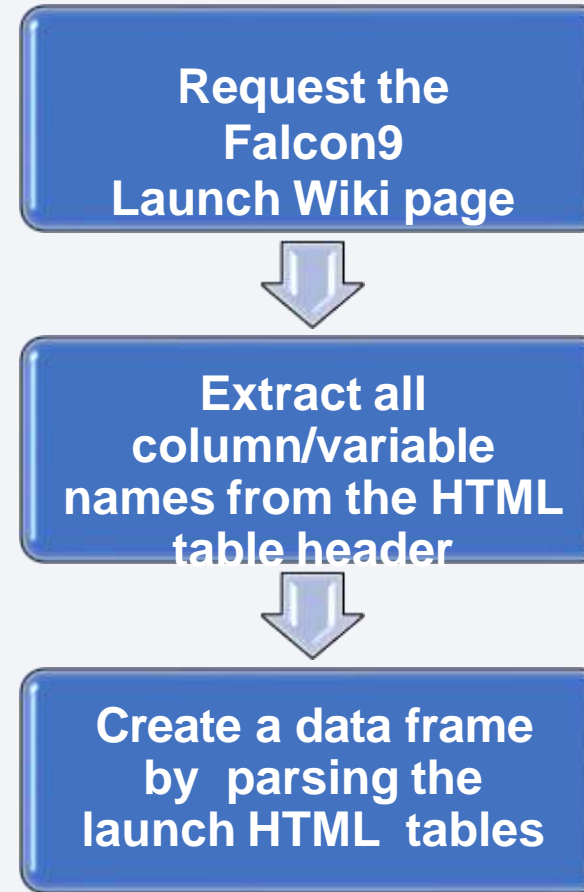 Request the
Falcon9
Launch Wiki page
Extract all
column/variable
names from the HTML
table header
Create a data frame
by  parsing the
launch HTML  tables